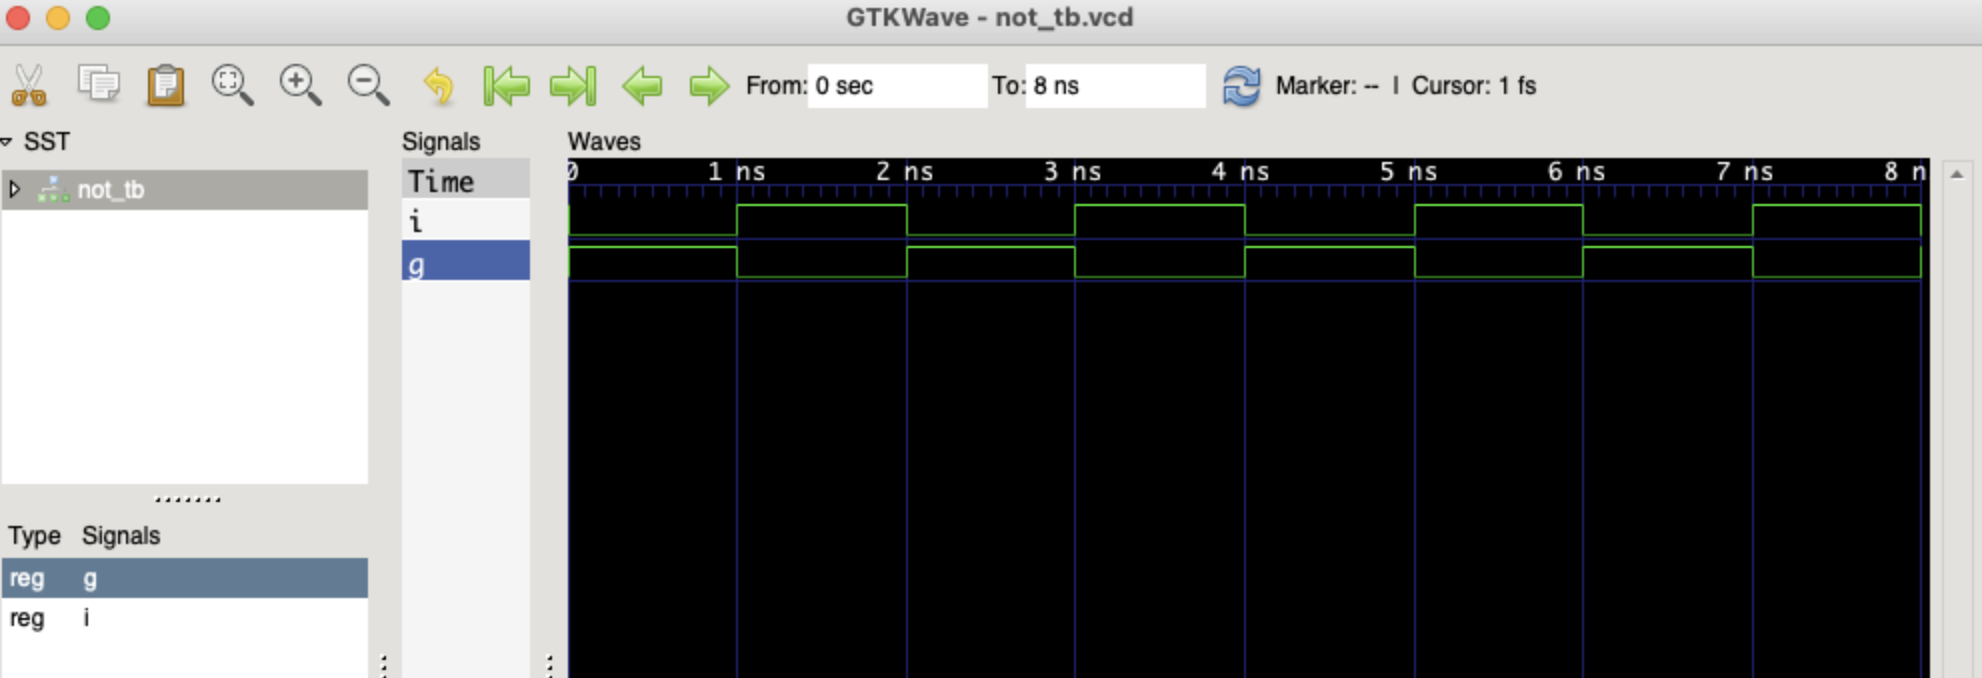 GTKWave - not_tb.vcd
From: 0 sec To: 8 ns Marker: -- | Cursor: 1 fs
SST
not_tb
Signals
Time
i
g
Waves
0 1 ns 2 ns 3 ns 4 ns 5 ns 6 ns 7 ns 8 n
Type Signals
reg g
reg i